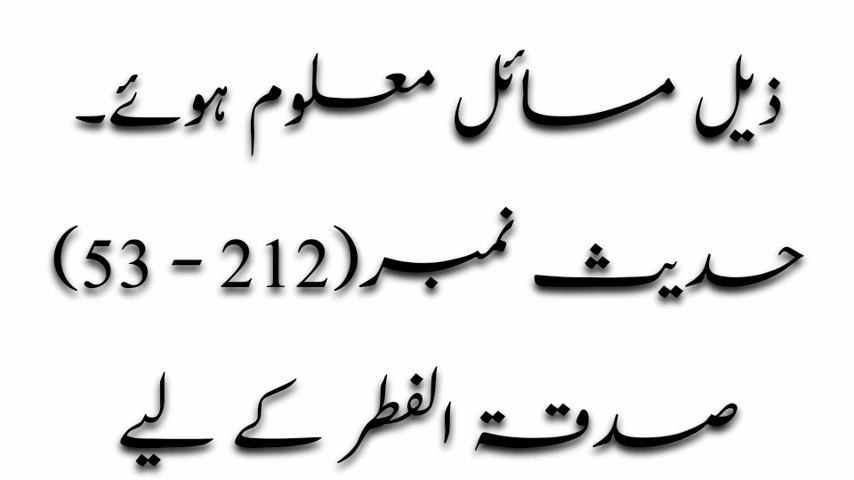 ذیل مسائل معلوم ہوئے۔
حدیث نمبر(212 - 53)
صدقۃ الفطر کے لیے